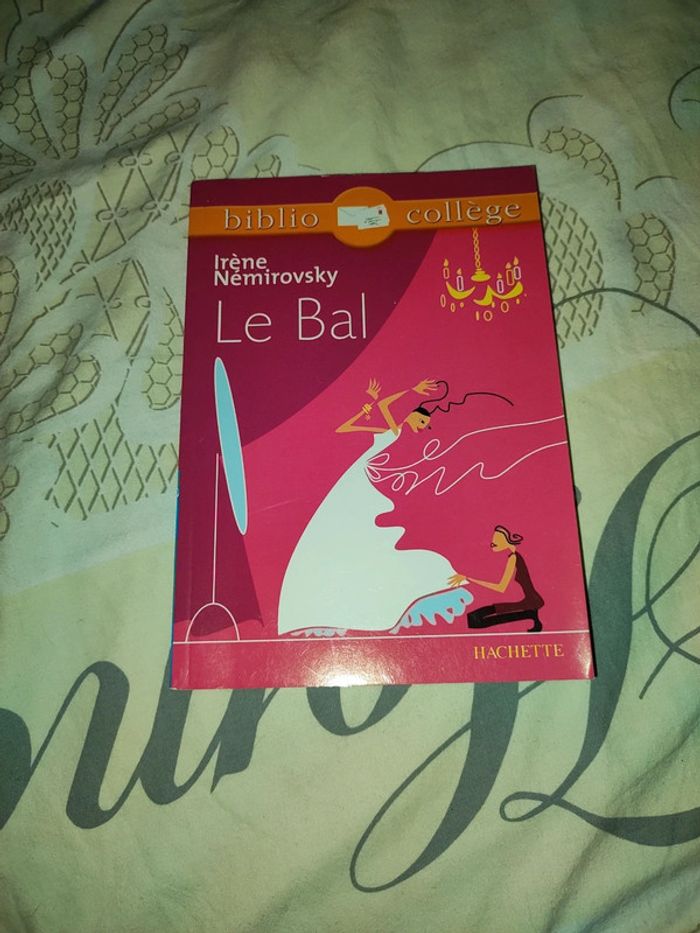 biblio collège
Irène
Némirovsky
Le Bal
HACHETTE